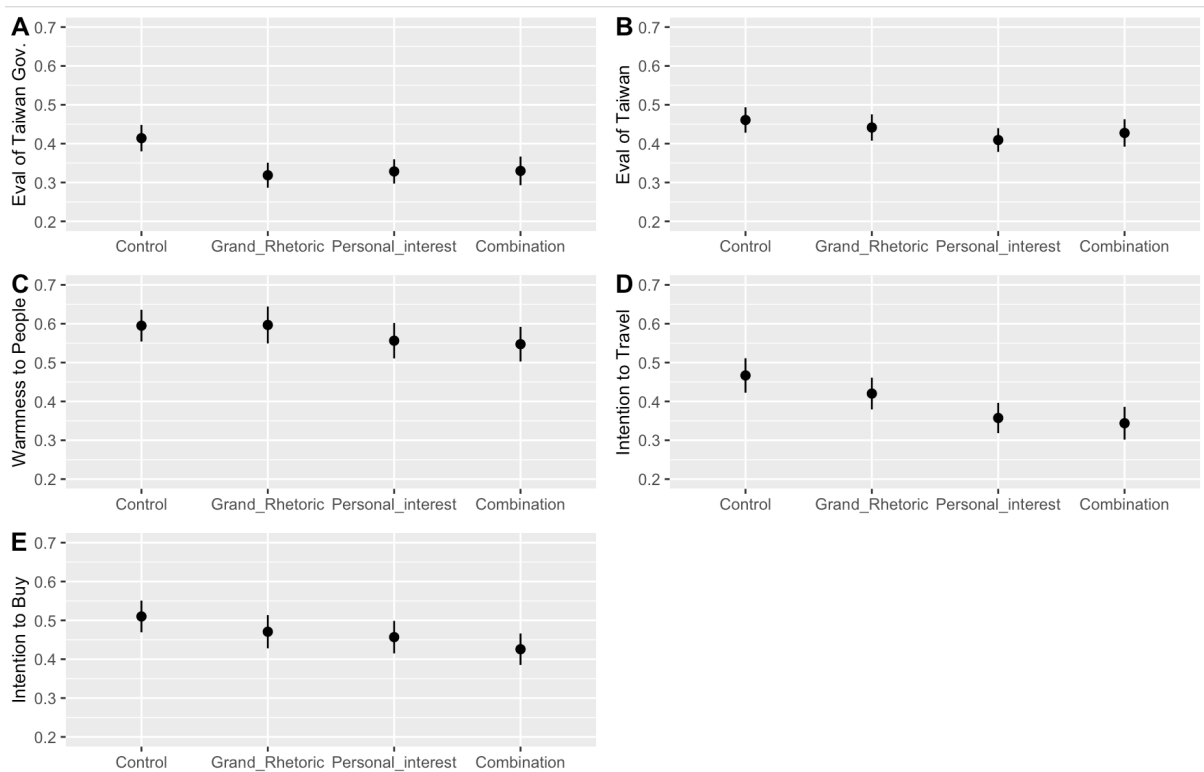 A
Eval of Taiwan Gov.
0.7
0.6
0.5
0.4
0.3
0.2
Control Grand_Rhetoric Personal_interest Combination
B
Eval of Taiwan
0.7
0.6
0.5
0.4
0.3
0.2
Control Grand_Rhetoric Personal_interest Combination
C
Warmness to People
0.7
0.6
0.5
0.4
0.3
0.2
Control Grand_Rhetoric Personal_interest Combination
D
Intention to Travel
0.7
0.6
0.5
0.4
0.3
0.2
Control Grand_Rhetoric Personal_interest Combination
E
Intention to Buy
0.7
0.6
0.5
0.4
0.3
0.2
Control Grand_Rhetoric Personal_interest Combination